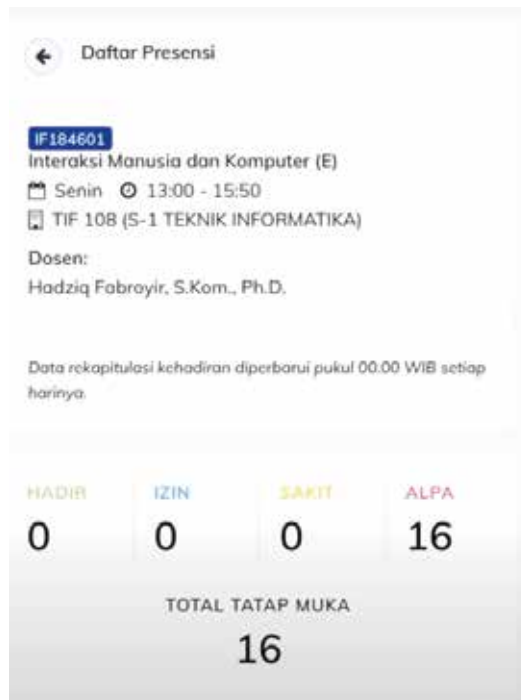 Daftar Presensi
IF184601
Interaksi Manusia dan Komputer (E)
Senin 13:00 - 15:50
TIF 108 (S-1 TEKNIK INFORMATIKA)
Dosen:
Hadziq Fabroyir, S.Kom., Ph.D.
Data rekapitulasi kehadiran diperbarui pukul 00.00 WIB setiap
harinya.
HADIR IZIN SAKIT ALPA
0 0 0 16
TOTAL TATAP MUKA
16